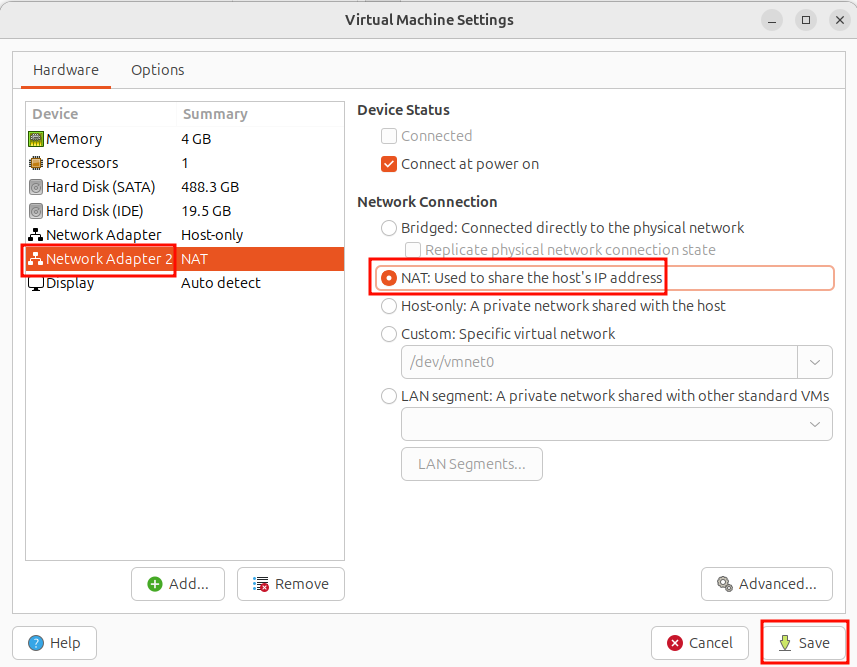 Virtual Machine Settings
Hardware Options
Device Summary
Memory 4 GB
Processors 1
Hard Disk (SATA) 488.3 GB
Hard Disk (IDE) 19.5 GB
Network Adapter Host-only
Network Adapter 2 NAT
Display Auto detect
Add... Remove
Device Status
Connected
Connect at power on
Network Connection
Bridged: Connected directly to the physical network
Replicate physical network connection state
NAT: Used to share the host's IP address
Host-only: A private network shared with the host
Custom: Specific virtual network
/dev/vmnet0
LAN segment: A private network shared with other standard VMs
LAN Segments...
Advanced...
Help Cancel Save